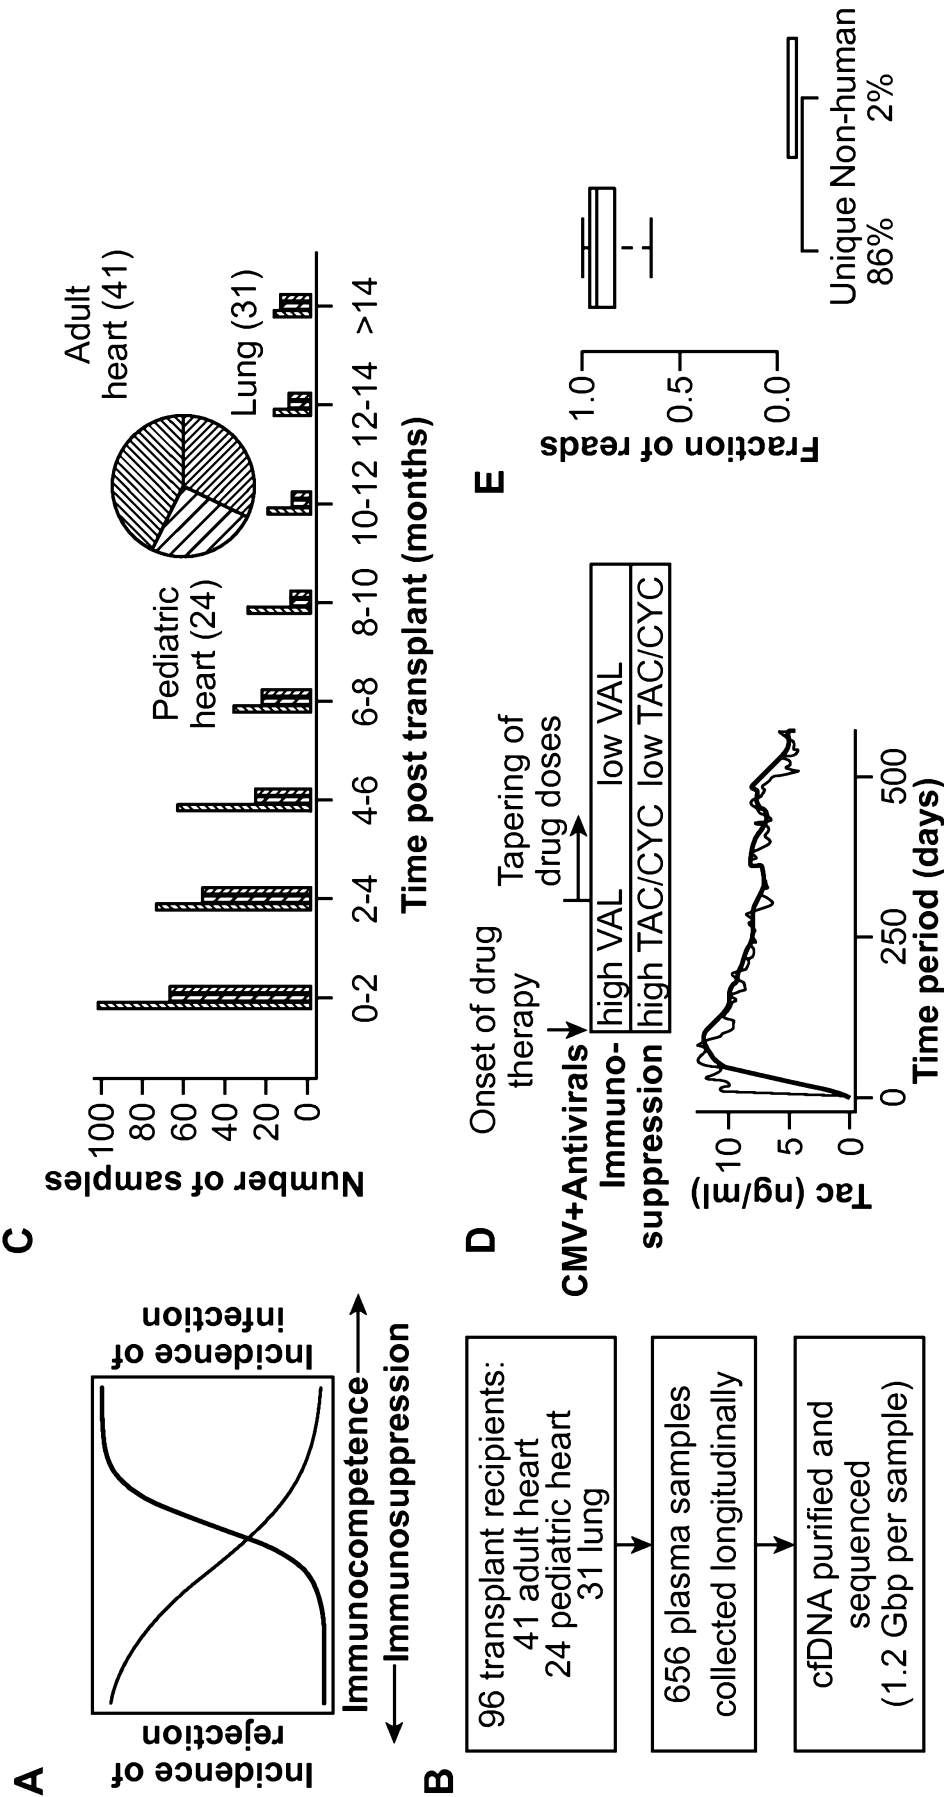 A
Incidence of
rejection
Incidence of
infection
Immunocompetence
Immunosuppression
B
96 transplant recipients:
41 adult heart
24 pediatric heart
31 lung
656 plasma samples
collected longitudinally
cfDNA purified and
sequenced
(1.2 Gbp per sample)
C
Number of samples
100
80
60
40
20
0
0-2
2-4
4-6
6-8
8-10
10-12
12-14
>14
Time post transplant (months)
Pediatric
heart (24)
Adult
heart (41)
Lung (31)
D
Onset of drug
therapy
Tapering of
drug doses
CMV+Antivirals
high VAL
low VAL
Immuno-
suppression
high TAC/CYC
low TAC/CYC
Tac (ng/ml)
10
5
0
0
250
500
Time period (days)
E
Fraction of reads
1.0
0.5
0.0
Unique
Non-human
86%
2%